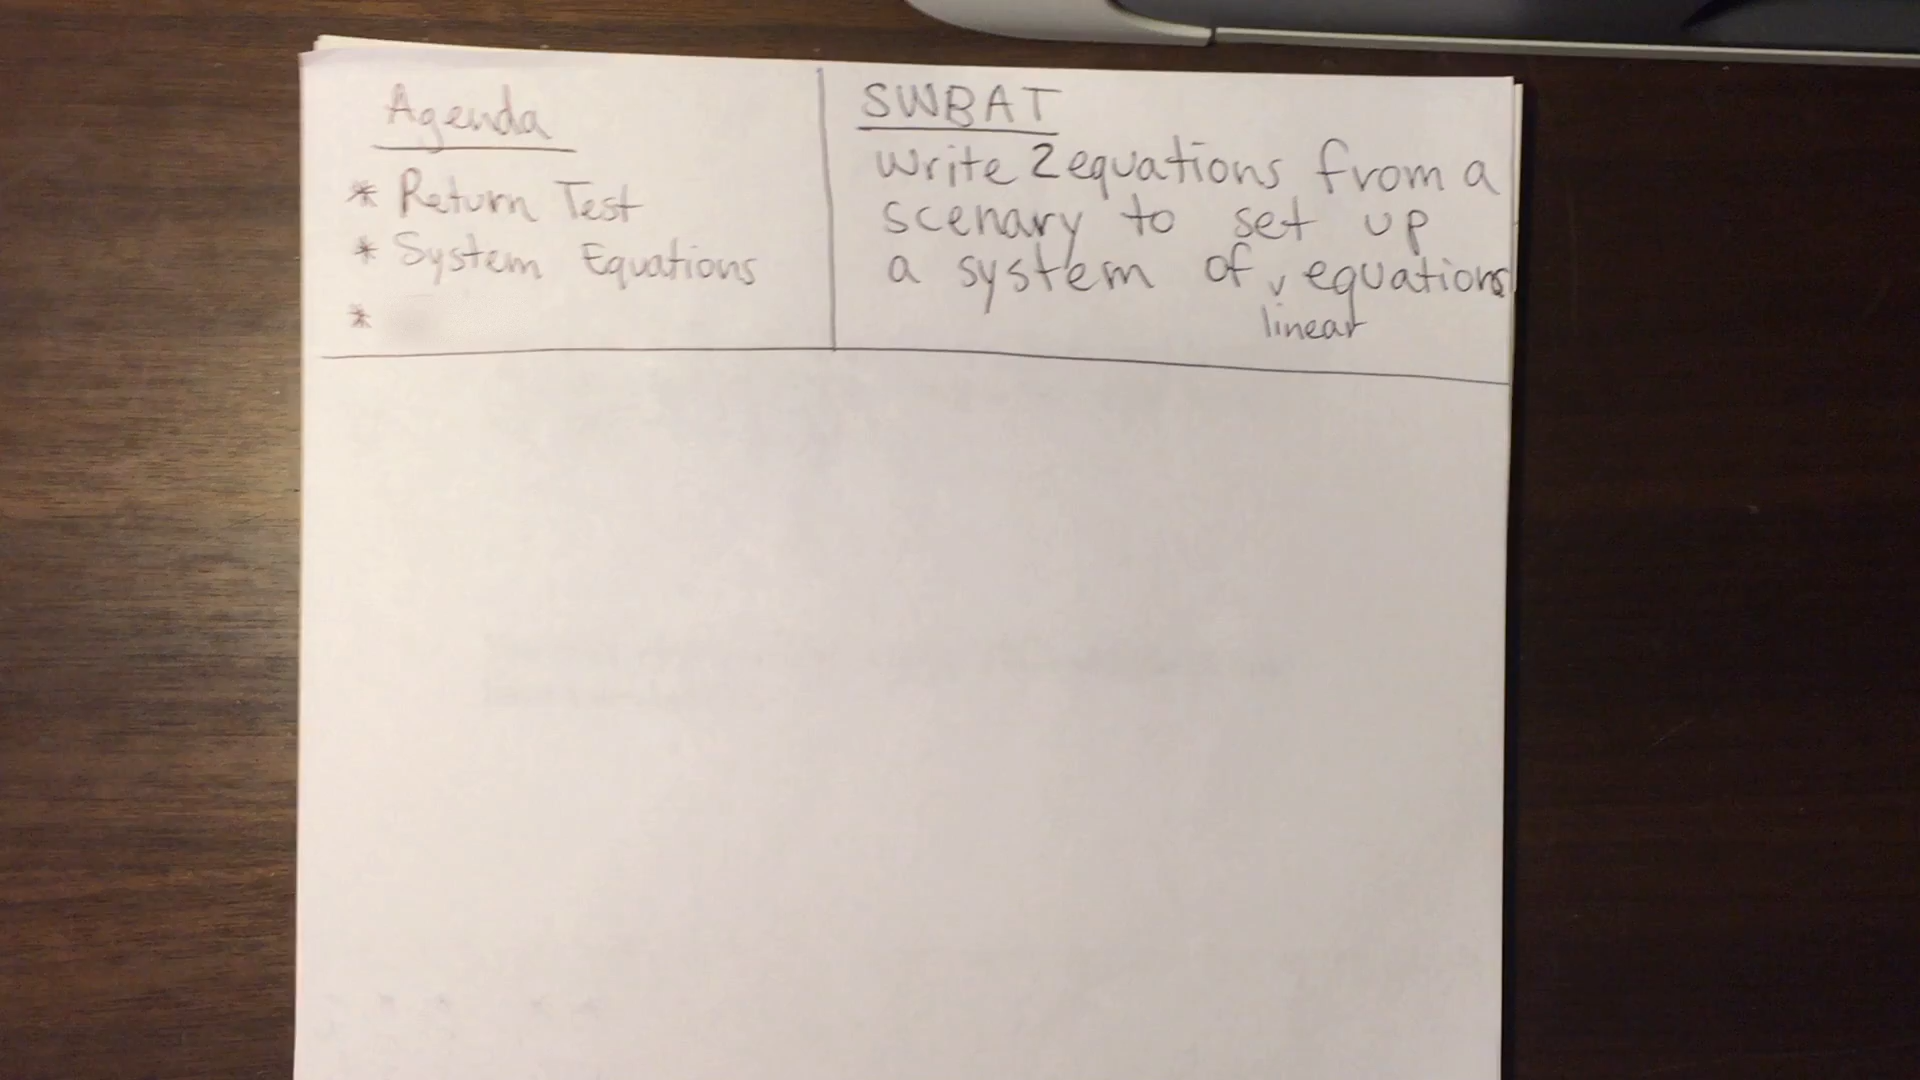 Agenda
* Return Test
* System Equations
*
SWBAT
Write 2 equations from a
scenary to set up
a system of v equations
linear